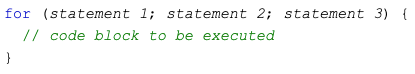 for (statement 1; statement 2; statement 3) {
  // code block to be executed
}